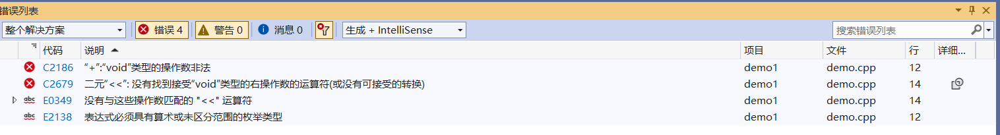 错误列表
整个解决方案 错误 4 警告 0 消息 0 生成 + IntelliSense 搜索错误列表
代码 说明 项目 文件 行 详细...
C2186 “+”:“void”类型的操作数非法 demo1 demo.cpp 12
C2679 二元“<<”: 没有找到接受“void”类型的右操作数的运算符(或没有可接受的转换) demo1 demo.cpp 14
abc E0349 没有与这些操作数匹配的 "<<" 运算符 demo1 demo.cpp 14
abc E2138 表达式必须具有算术或未区分范围的枚举类型 demo1 demo.cpp 12